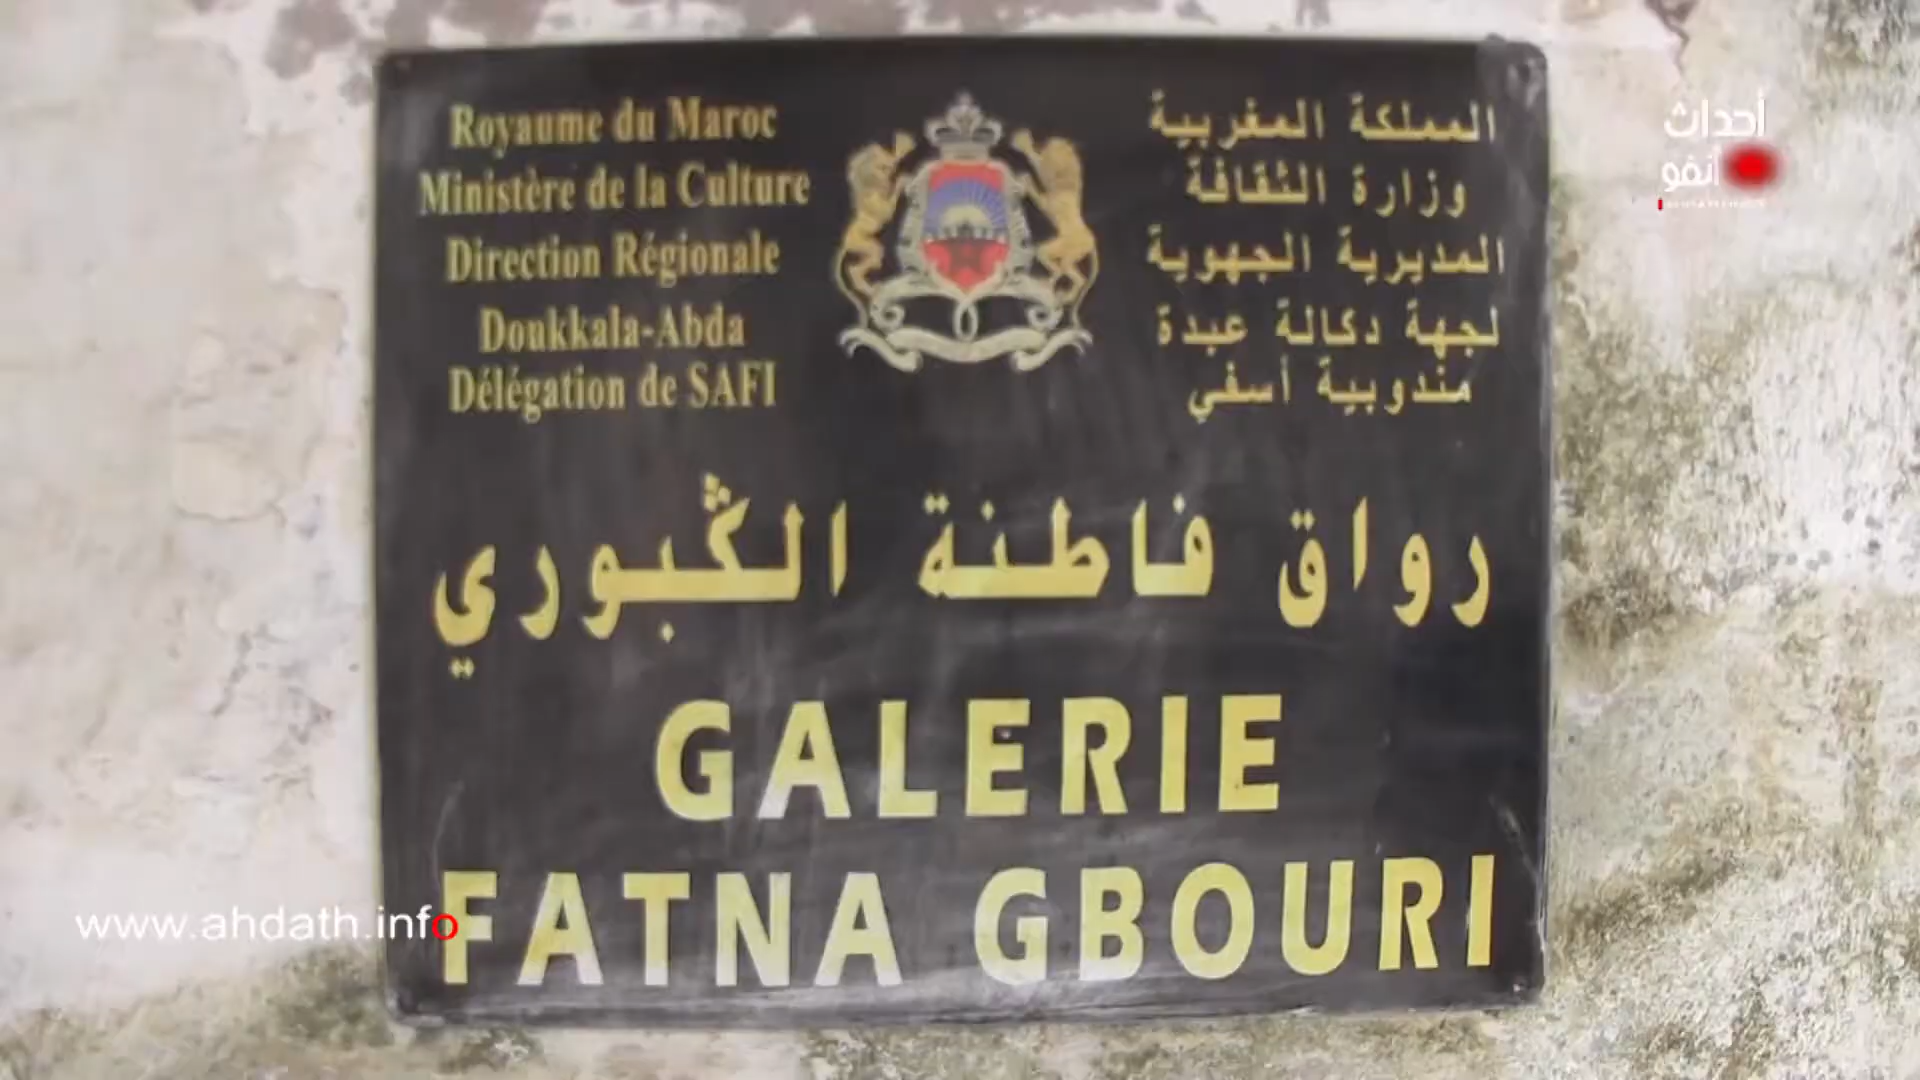 Royaume du Maroc
Ministère de la Culture
Direction Régionale
Doukkala-Abda
Délégation de SAFI
المملكة المغربية
وزارة الثقافة
المديرية الجهوية
لجهة دكالة عبدة
مندوبية أسفي
رواق فاطنة الڭبوري
GALERIE
FATNA GBOURI
أحداث
أنفو
www.ahdath.info